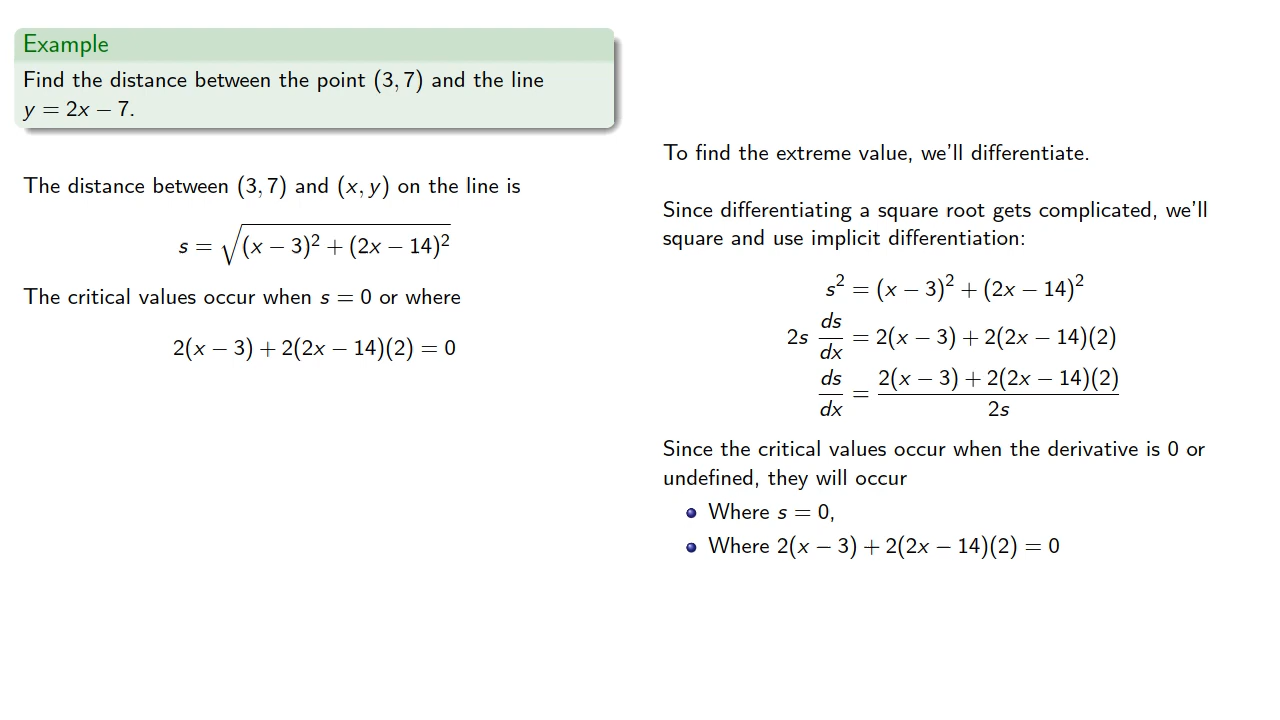 Example
Find the distance between the point (3, 7) and the line
y = 2x − 7.
The distance between (3, 7) and (x, y) on the line is
s = √((x − 3)² + (2x − 14)²)
The critical values occur when s = 0 or where
2(x − 3) + 2(2x − 14)(2) = 0
To find the extreme value, we'll differentiate.
Since differentiating a square root gets complicated, we'll
square and use implicit differentiation:
s² = (x − 3)² + (2x − 14)²
2s ds/dx = 2(x − 3) + 2(2x − 14)(2)
ds/dx = (2(x − 3) + 2(2x − 14)(2))/(2s)
Since the critical values occur when the derivative is 0 or
undefined, they will occur
• Where s = 0,
• Where 2(x − 3) + 2(2x − 14)(2) = 0